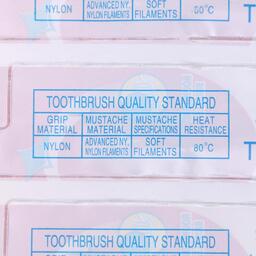 NYLON ADVANCED NY. NYLON FILAMENTS SOFT FILAMENTS 80°C T
TOOTHBRUSH QUALITY STANDARD
GRIP MATERIAL MUSTACHE MATERIAL MUSTACHE SPECIFICATIONS HEAT RESISTANCE
NYLON ADVANCED NY. NYLON FILAMENTS SOFT FILAMENTS 80°C T
TOOTHBRUSH QUALITY STANDARD